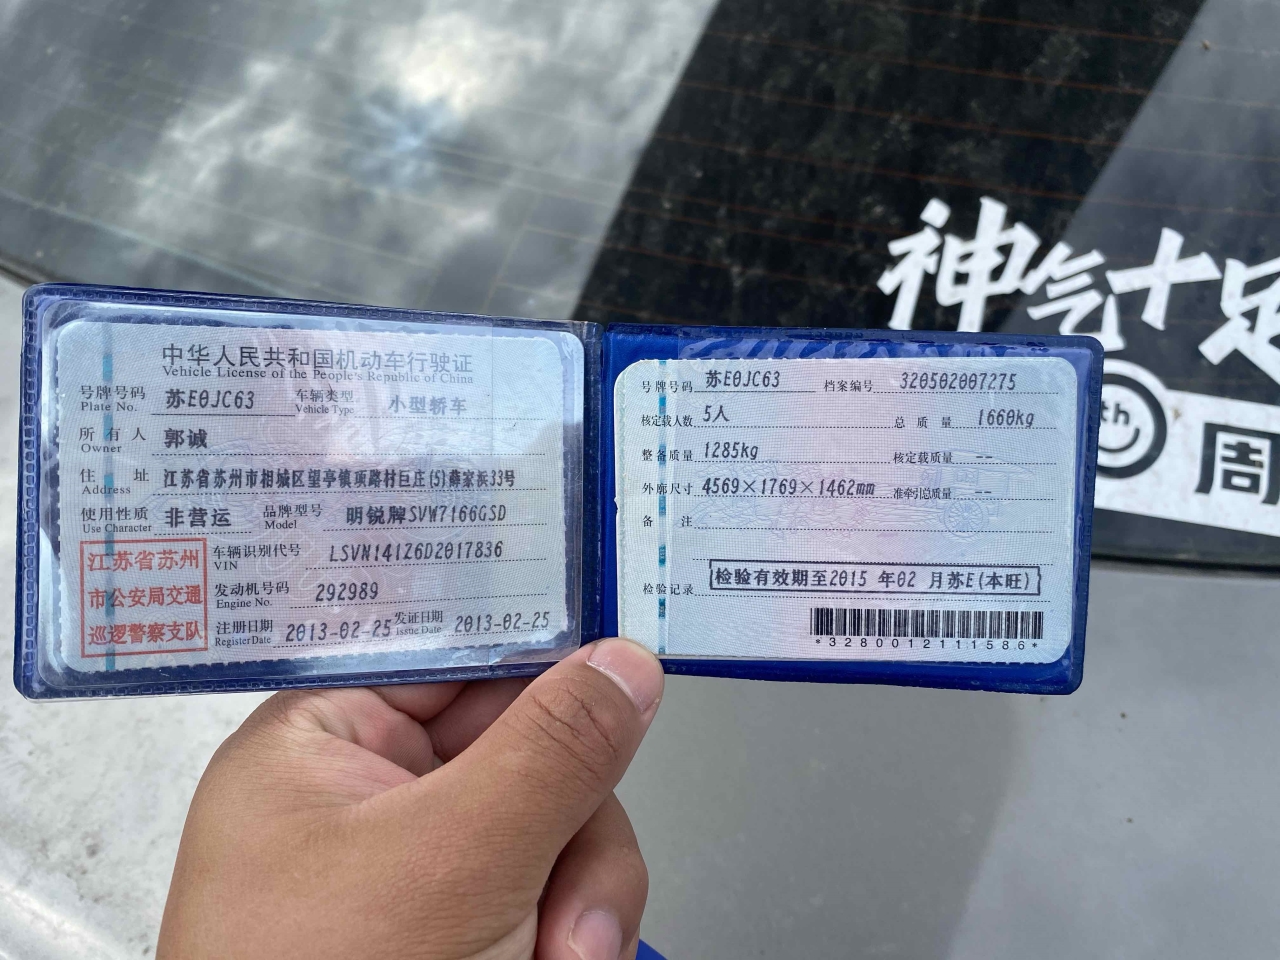 神气十足
th
周
中华人民共和国机动车行驶证
Vehicle License of the People's Republic of China
号牌号码 苏E0JC63 车辆类型 小型轿车
Plate No. Vehicle Type
所有人 郭诚
Owner
住址 江苏省苏州市相城区望亭镇项路村巨庄(5)薛家浜33号
Address
使用性质 非营运 品牌型号 明锐牌SVW7166GSD
Use Character Model
江苏省苏州
市公安局交通
巡逻警察支队
车辆识别代号 LSVN141Z6D2017836
VIN
发动机号码 292989
Engine No.
注册日期 2013-02-25 发证日期 2013-02-25
Register Date Issue Date
号牌号码 苏E0JC63 档案编号 320502007275
核定载人数 5人 总质量 1660kg
整备质量 1285kg 核定载质量 --
外廓尺寸 4569×1769×1462mm 准牵引总质量 --
备注
检验记录 检验有效期至2015 年02 月苏E(本旺)
*3280012111586*